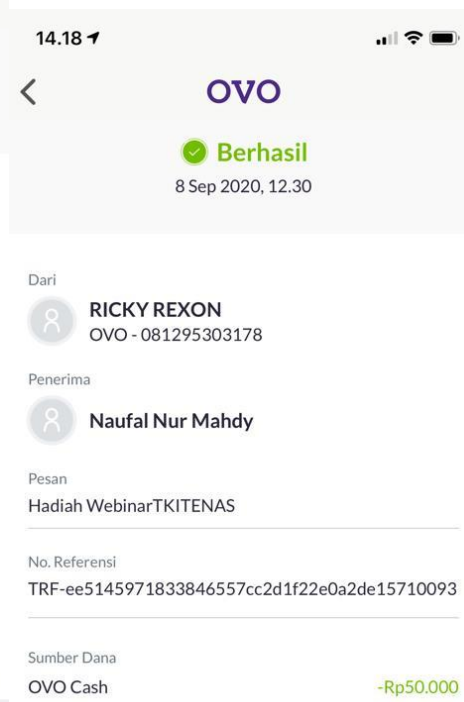 14.18
OVO
Berhasil
8 Sep 2020, 12.30
Dari
RICKY REXON
OVO - 081295303178
Penerima
Naufal Nur Mahdy
Pesan
Hadiah WebinarTKITENAS
No. Referensi
TRF-ee5145971833846557cc2d1f22e0a2de15710093
Sumber Dana
OVO Cash -Rp50.000